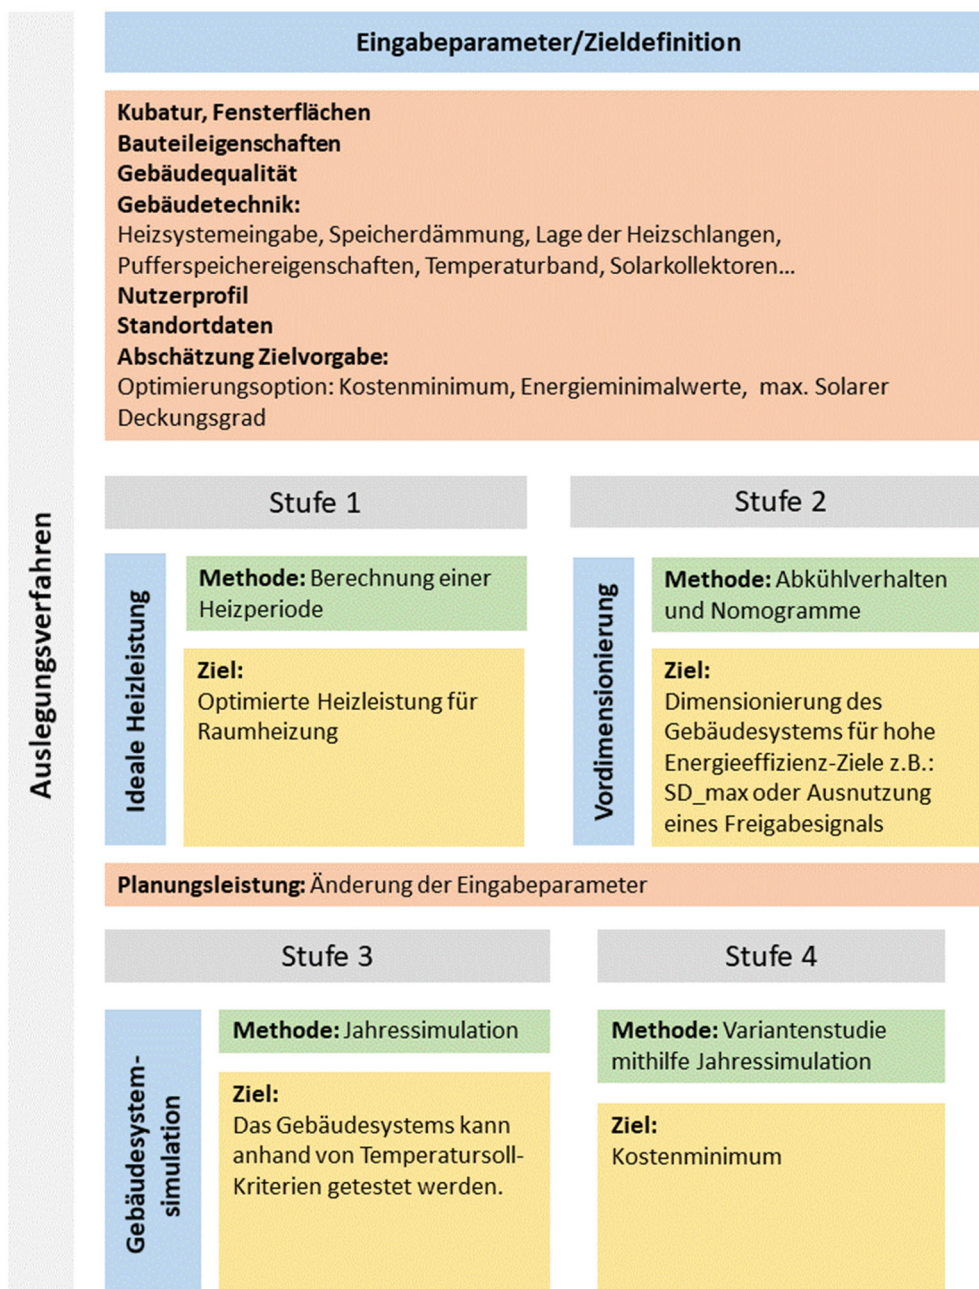 Auslegungsverfahren
Eingabeparameter/Zieldefinition
Kubatur, Fensterflächen
Bauteileigenschaften
Gebäudequalität
Gebäudetechnik:
Heizsystemeingabe, Speicherdämmung, Lage der Heizschlangen,
Pufferspeichereigenschaften, Temperaturband, Solarkollektoren...
Nutzerprofil
Standortdaten
Abschätzung Zielvorgabe:
Optimierungsoption: Kostenminimum, Energieminimalwerte, max. Solarer
Deckungsgrad
Stufe 1
Ideale Heizleistung
Methode: Berechnung einer
Heizperiode
Ziel:
Optimierte Heizleistung für
Raumheizung
Stufe 2
Vordimensionierung
Methode: Abkühlverhalten
und Nomogramme
Ziel:
Dimensionierung des
Gebäudesystems für hohe
Energieeffizienz-Ziele z.B.:
SD_max oder Ausnutzung
eines Freigabesignals
Planungsleistung: Änderung der Eingabeparameter
Stufe 3
Gebäudesystem-
simulation
Methode: Jahressimulation
Ziel:
Das Gebäudesystems kann
anhand von Temperatursoll-
Kriterien getestet werden.
Stufe 4
Methode: Variantenstudie
mithilfe Jahressimulation
Ziel:
Kostenminimum